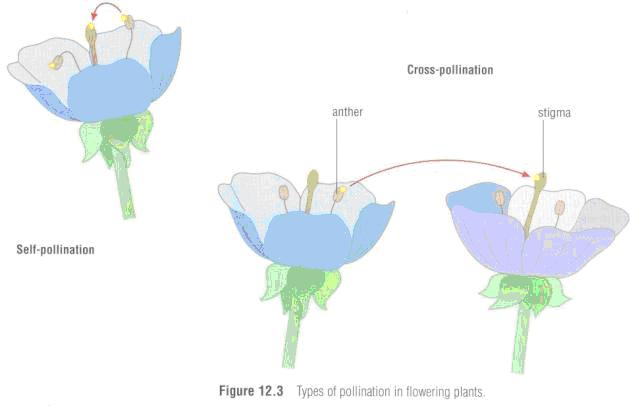 Cross-pollination
anther
stigma
Self-pollination
Figure 12.3 Types of pollination in flowering plants.